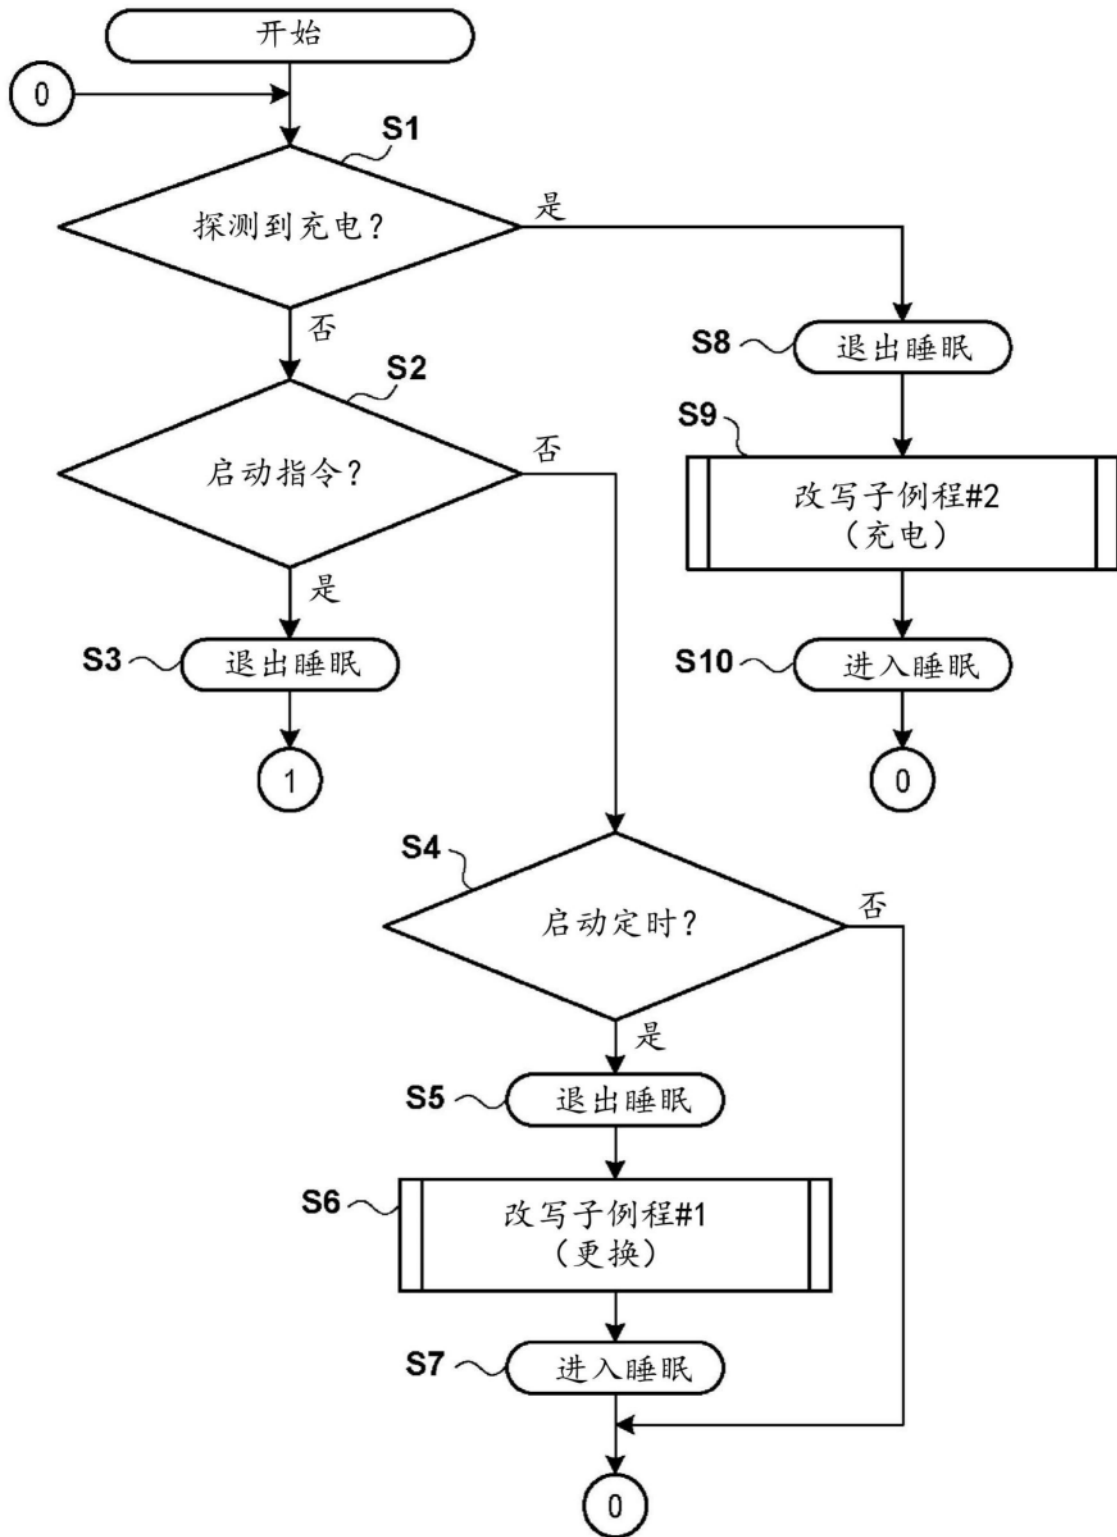 开始
0
S1
探测到充电?
是
否
S8
退出睡眠
S2
启动指令?
否
S9
改写子例程#2
(充电)
是
S3
退出睡眠
S10
进入睡眠
1
0
S4
启动定时?
否
是
S5
退出睡眠
S6
改写子例程#1
(更换)
S7
进入睡眠
0